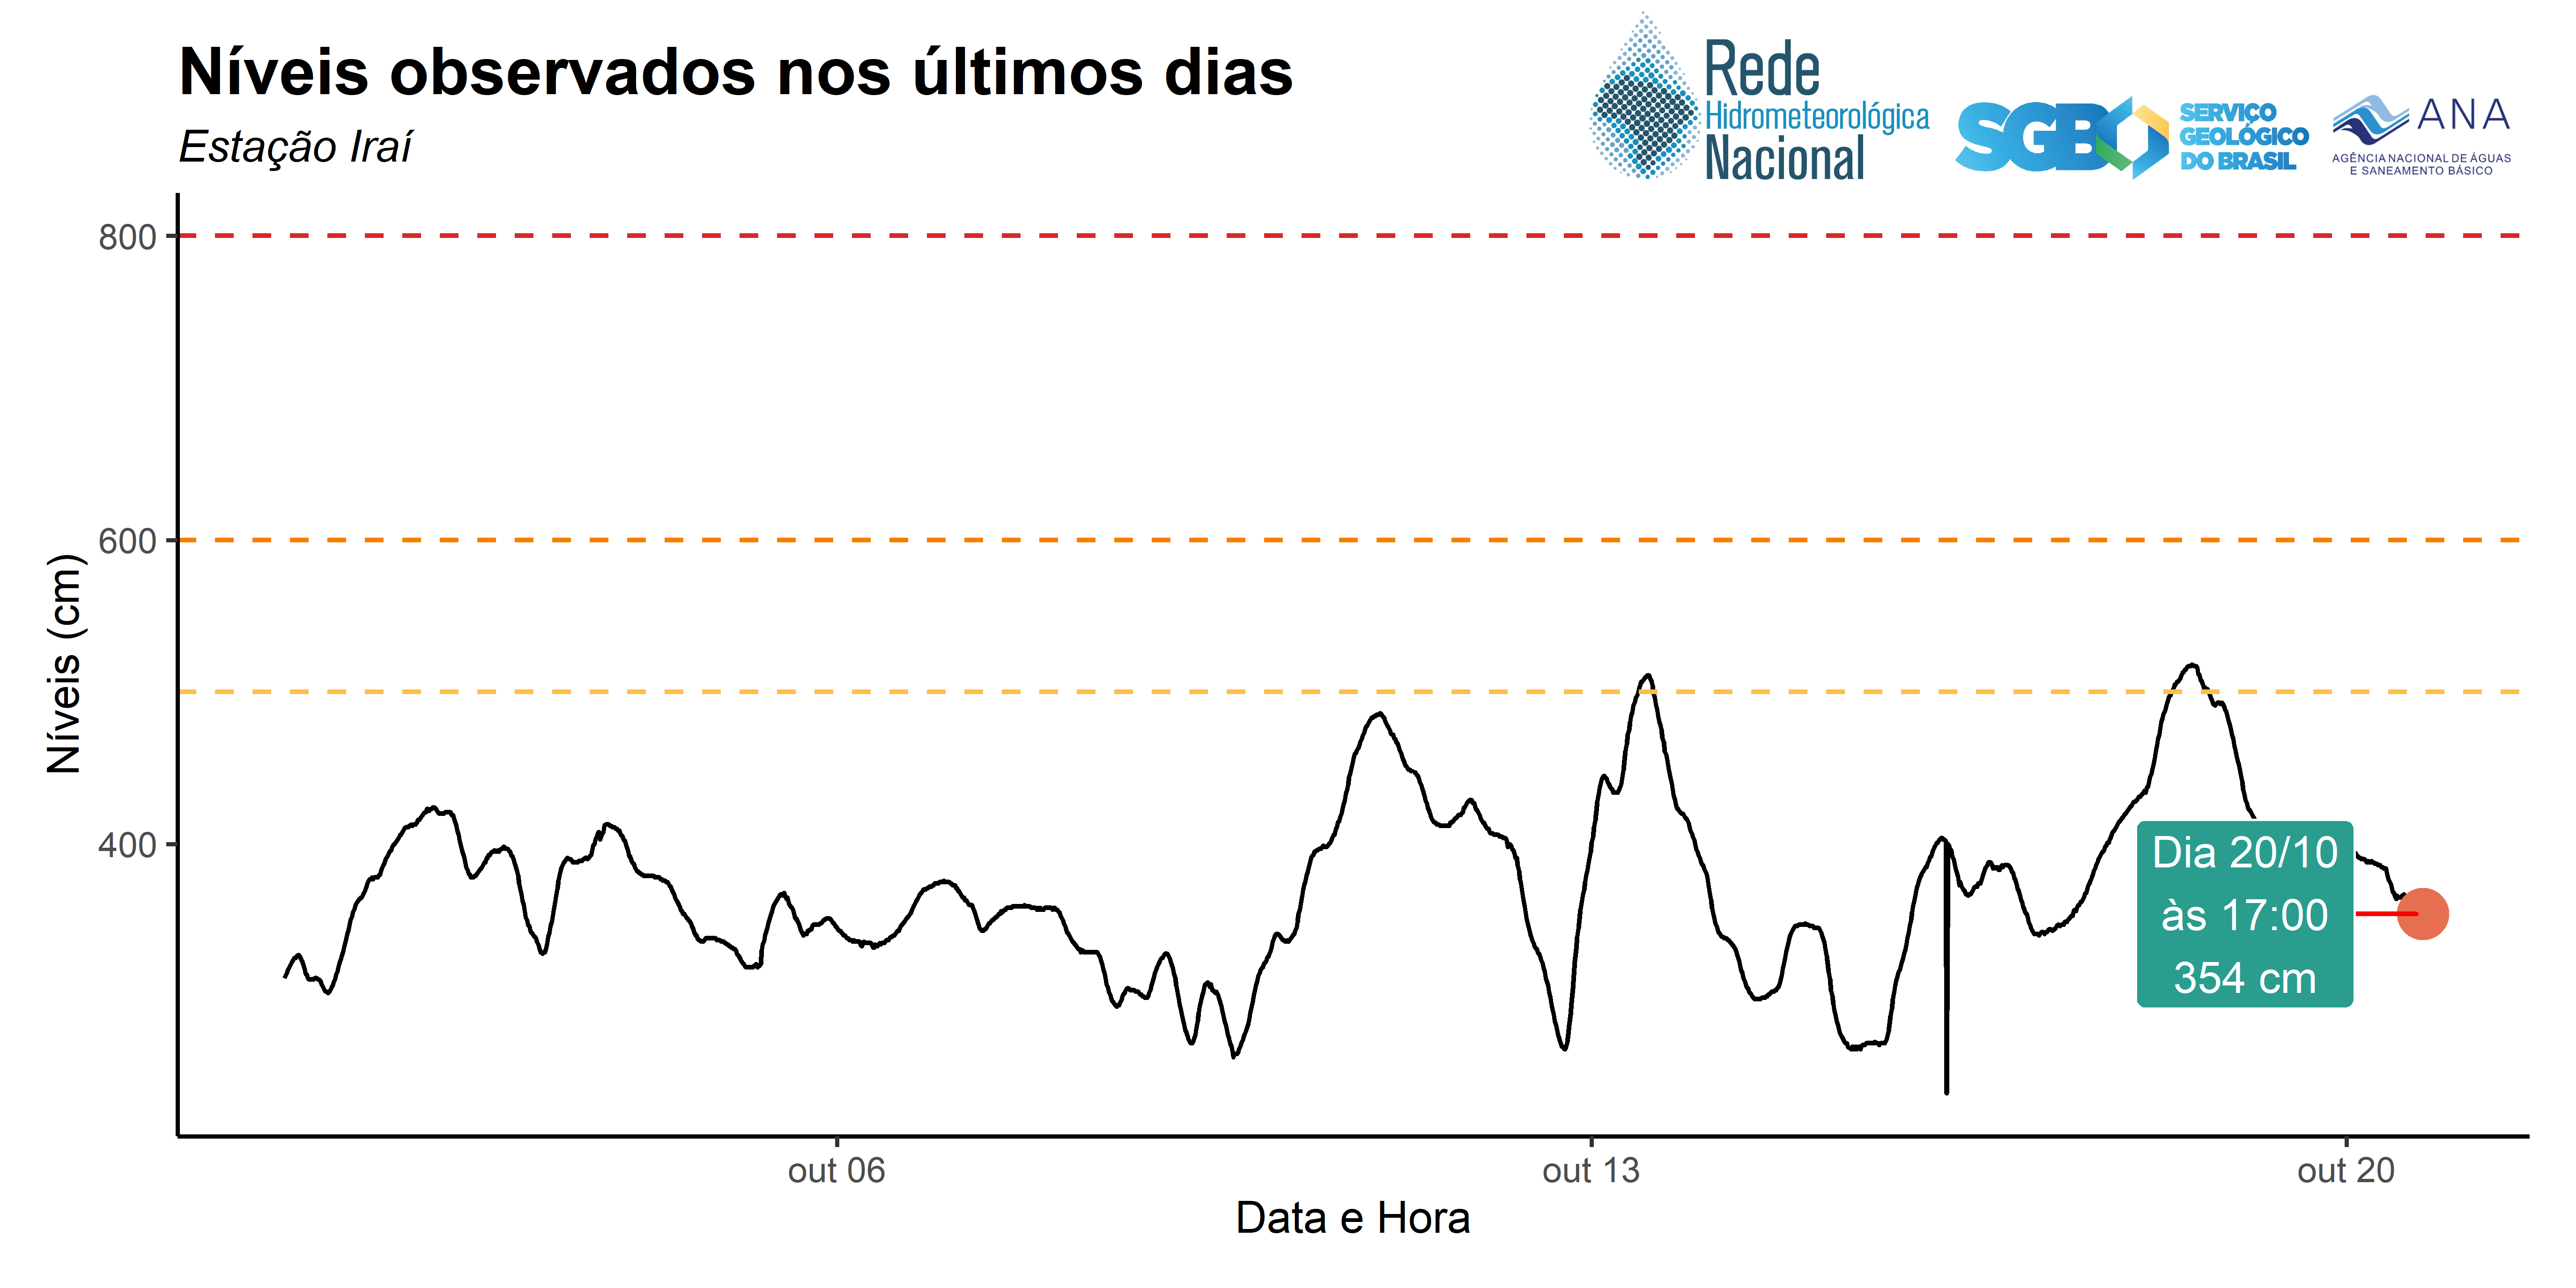 Níveis observados nos últimos dias
Estação Iraí
Rede
Hidrometeorológica
Nacional
SGB
SERVIÇO
GEOLÓGICO
DO BRASIL
ANA
AGÊNCIA NACIONAL DE ÁGUAS
E SANEAMENTO BÁSICO
Níveis (cm)
800
600
400
Dia 20/10
às 17:00
354 cm
out 06
out 13
out 20
Data e Hora